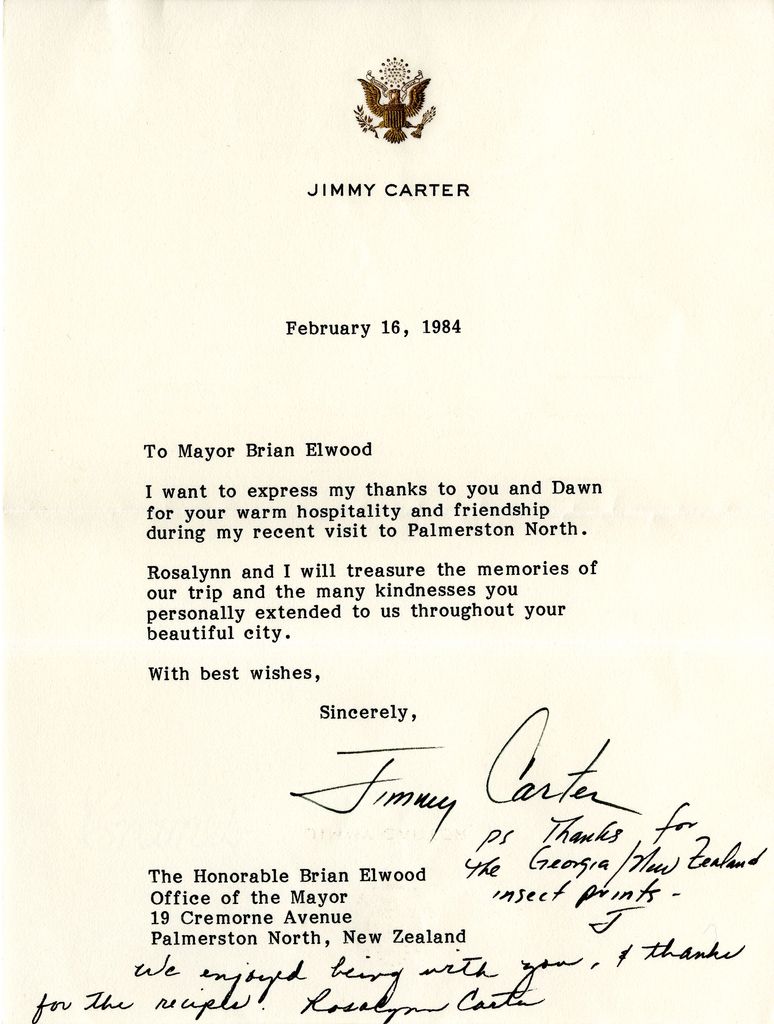 JIMMY CARTER
February 16, 1984
To Mayor Brian Elwood
I want to express my thanks to you and Dawn
for your warm hospitality and friendship
during my recent visit to Palmerston North.
Rosalynn and I will treasure the memories of
our trip and the many kindnesses you
personally extended to us throughout your
beautiful city.
With best wishes,
Sincerely,
Jimmy Carter
ps Thanks for
the Georgia/New Zealand
insect prints -
J
The Honorable Brian Elwood
Office of the Mayor
19 Cremorne Avenue
Palmerston North, New Zealand
We enjoyed being with you, & thanks
for the recipes! Rosalynn Carter